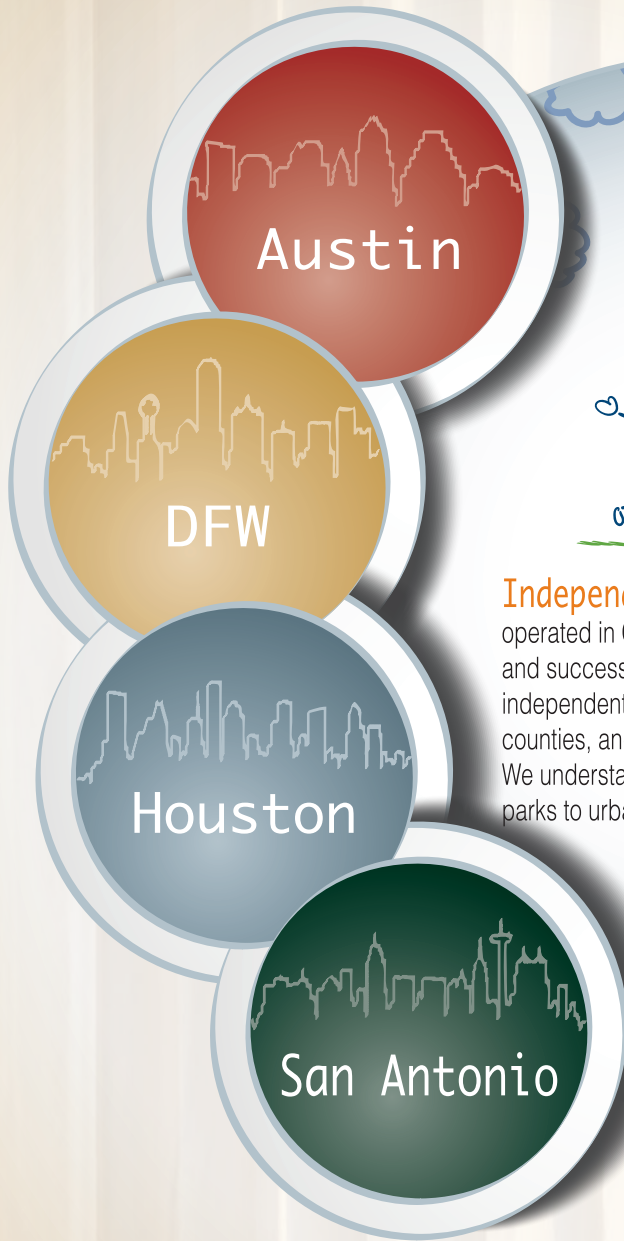 Austin
DFW
Houston
San Antonio
operated in
and success
independent
counties, an
We understa
parks to urba